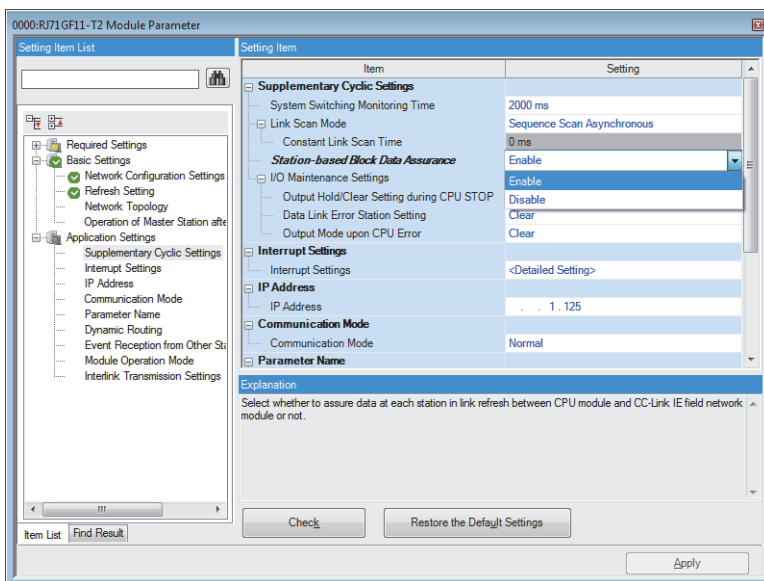 0000:RJ71GF11-T2 Module Parameter
Setting Item List
Setting Item
Item Setting
Supplementary Cyclic Settings
System Switching Monitoring Time 2000 ms
Link Scan Mode Sequence Scan Asynchronous
Constant Link Scan Time 0 ms
Station-based Block Data Assurance Enable
I/O Maintenance Settings Enable
Output Hold/Clear Setting during CPU STOP Disable
Data Link Error Station Setting Clear
Output Mode upon CPU Error Clear
Interrupt Settings
Interrupt Settings <Detailed Setting>
IP Address
IP Address . . 1 . 125
Communication Mode
Communication Mode Normal
Parameter Name
Required Settings
Basic Settings
Network Configuration Settings
Refresh Setting
Network Topology
Operation of Master Station afte
Application Settings
Supplementary Cyclic Settings
Interrupt Settings
IP Address
Communication Mode
Parameter Name
Dynamic Routing
Event Reception from Other Sta
Module Operation Mode
Interlink Transmission Settings
Item List Find Result
Explanation
Select whether to assure data at each station in link refresh between CPU module and CC-Link IE field network
module or not.
Check Restore the Default Settings
Apply